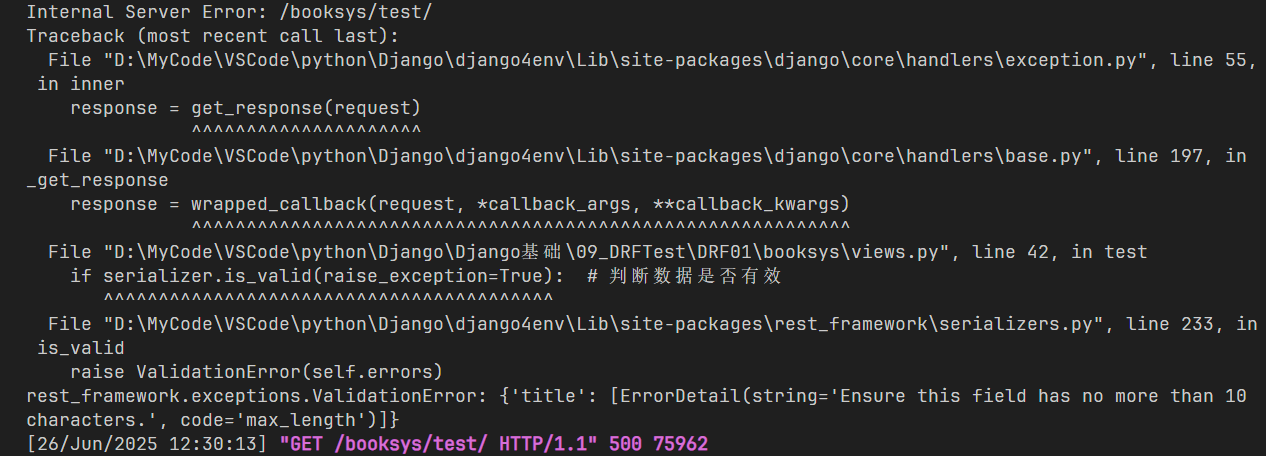 Internal Server Error: /booksys/test/
Traceback (most recent call last):
  File "D:\MyCode\VSCode\python\Django\django4env\Lib\site-packages\django\core\handlers\exception.py", line 55,
 in inner
    response = get_response(request)
               ^^^^^^^^^^^^^^^^^^^^^
  File "D:\MyCode\VSCode\python\Django\django4env\Lib\site-packages\django\core\handlers\base.py", line 197, in
_get_response
    response = wrapped_callback(request, *callback_args, **callback_kwargs)
               ^^^^^^^^^^^^^^^^^^^^^^^^^^^^^^^^^^^^^^^^^^^^^^^^^^^^^^^^^^^^
  File "D:\MyCode\VSCode\python\Django\Django基础\09_DRFTest\DRF01\booksys\views.py", line 42, in test
    if serializer.is_valid(raise_exception=True):  # 判断数据是否有效
       ^^^^^^^^^^^^^^^^^^^^^^^^^^^^^^^^^^^^^^^^^
  File "D:\MyCode\VSCode\python\Django\django4env\Lib\site-packages\rest_framework\serializers.py", line 233, in
 is_valid
    raise ValidationError(self.errors)
rest_framework.exceptions.ValidationError: {'title': [ErrorDetail(string='Ensure this field has no more than 10
characters.', code='max_length')]}
[26/Jun/2025 12:30:13] "GET /booksys/test/ HTTP/1.1" 500 75962